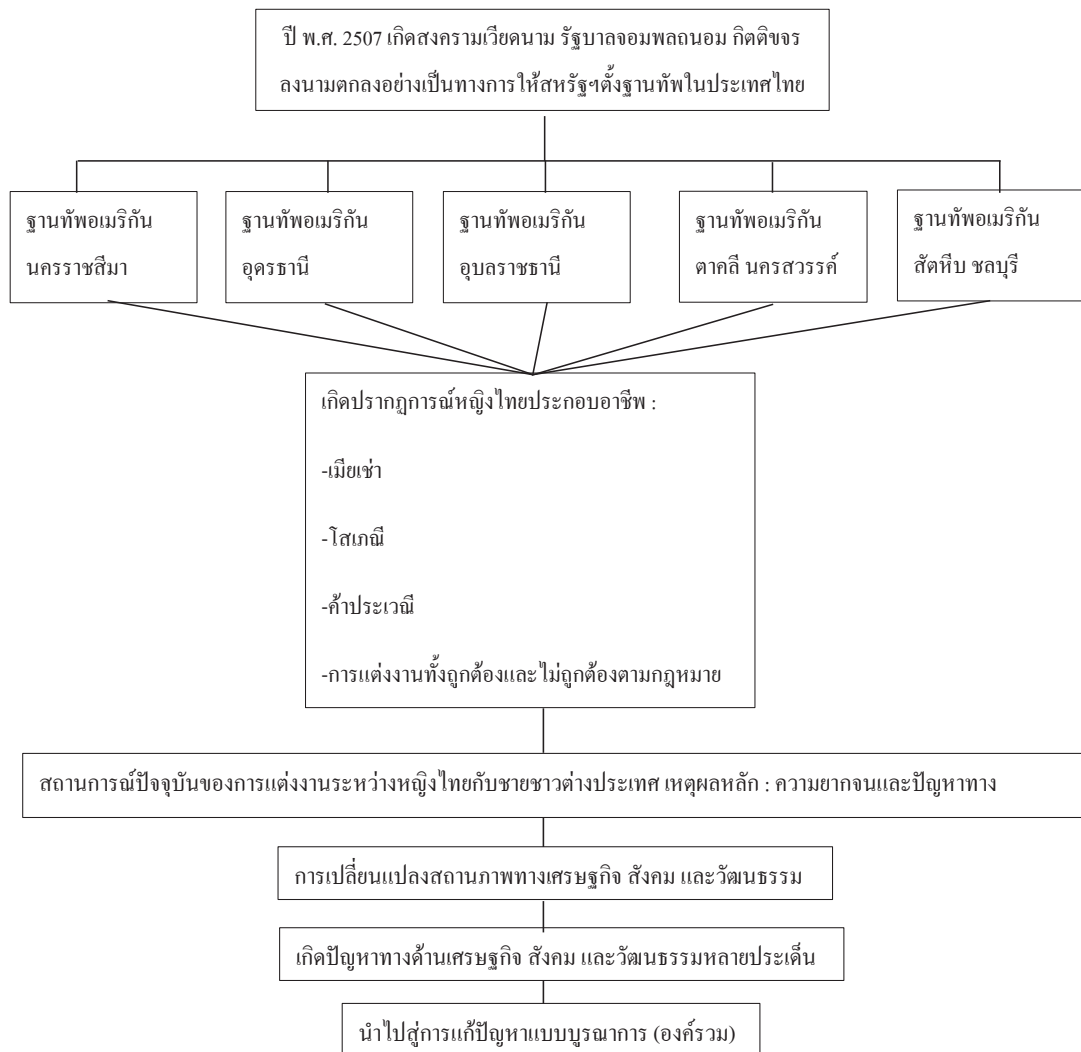 ปี พ.ศ. 2507 เกิดสงครามเวียดนาม รัฐบาลจอมพลถนอม กิตติขจร
ลงนามตกลงอย่างเป็นทางการให้สหรัฐฯตั้งฐานทัพในประเทศไทย
ฐานทัพอเมริกัน
นครราชสีมา
ฐานทัพอเมริกัน
อุดรธานี
ฐานทัพอเมริกัน
อุบลราชธานี
ฐานทัพอเมริกัน
ตาคลี นครสวรรค์
ฐานทัพอเมริกัน
สัตหีบ ชลบุรี
เกิดปรากฏการณ์หญิงไทยประกอบอาชีพ :
-เมียเช่า
-โสเภณี
-ค้าประเวณี
-การแต่งงานทั้งถูกต้องและไม่ถูกต้องตามกฎหมาย
สถานการณ์ปัจจุบันของการแต่งงานระหว่างหญิงไทยกับชายชาวต่างประเทศ เหตุผลหลัก : ความยากจนและปัญหาทาง
การเปลี่ยนแปลงสถานภาพทางเศรษฐกิจ สังคม และวัฒนธรรม
เกิดปัญหาทางด้านเศรษฐกิจ สังคม และวัฒนธรรมหลายประเด็น
นำไปสู่การแก้ปัญหาแบบบูรณาการ (องค์รวม)